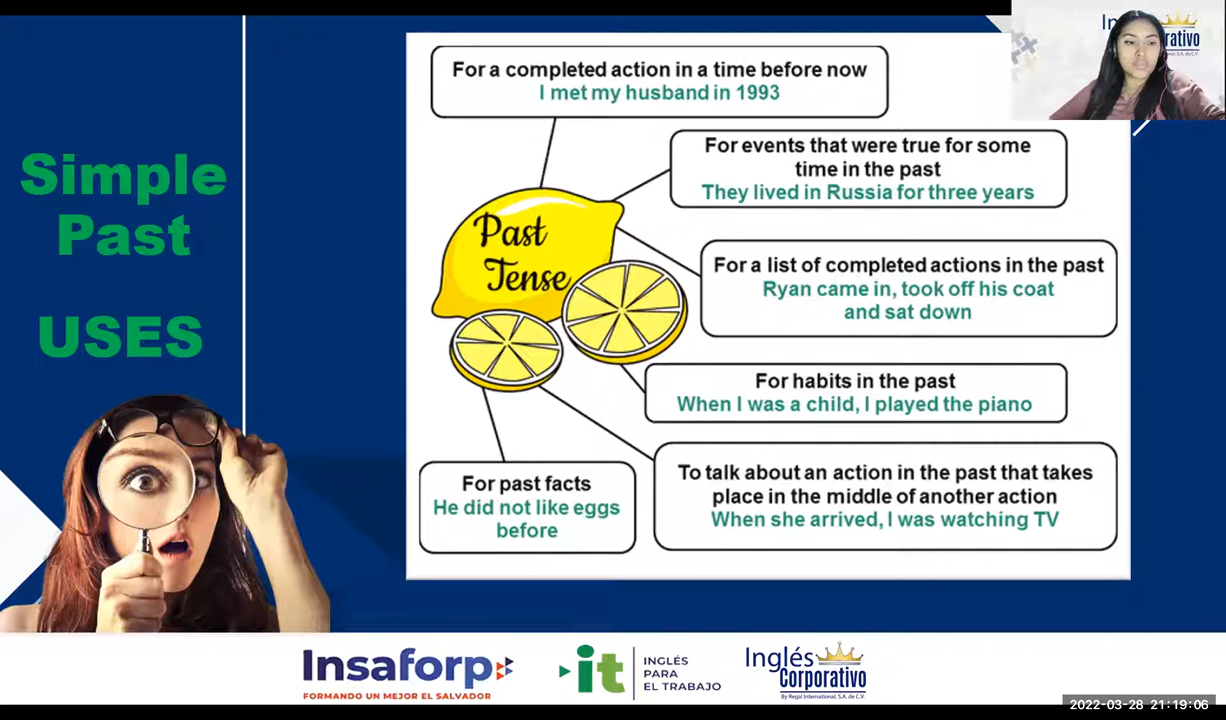 Simple
Past
USES
For a completed action in a time before now
I met my husband in 1993
For events that were true for some
time in the past
They lived in Russia for three years
Past
Tense
For a list of completed actions in the past
Ryan came in, took off his coat
and sat down
For habits in the past
When I was a child, I played the piano
To talk about an action in the past that takes
place in the middle of another action
When she arrived, I was watching TV
For past facts
He did not like eggs
before
Insaforp
FORMANDO UN MEJOR EL SALVADOR
it
INGLÉS
PARA
EL TRABAJO
Inglés
Corporativo
By Regal International, S.A. de C.V.
2022-03-28 21:19:06